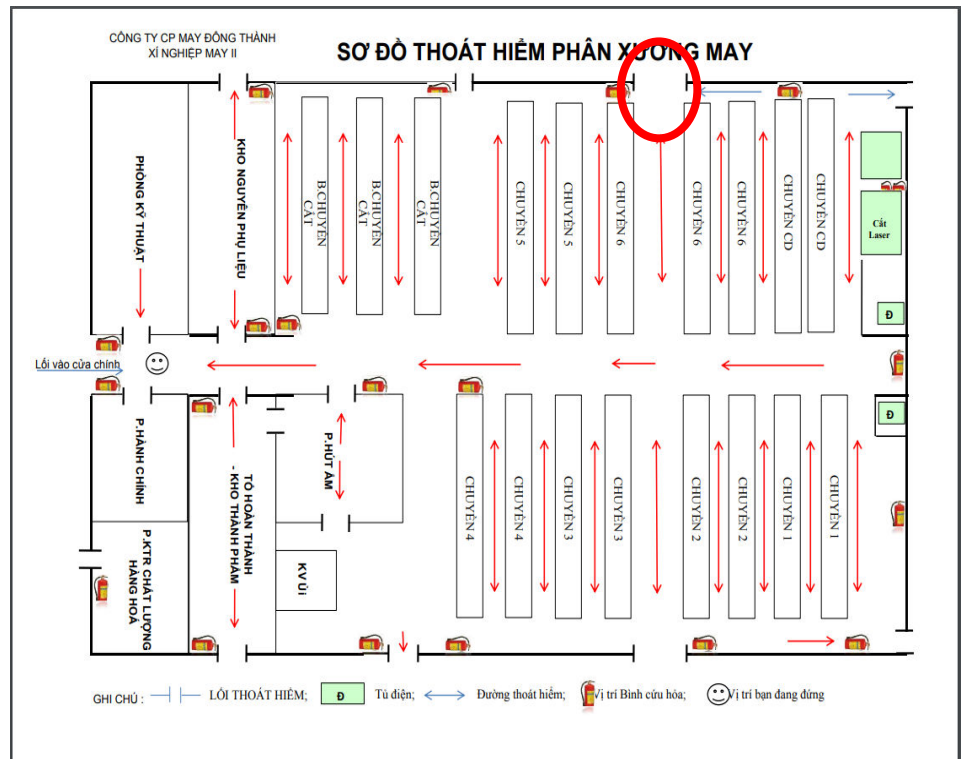 CÔNG TY CP MAY ĐÔNG THÀNH
XÍ NGHIỆP MAY II
SƠ ĐỒ THOÁT HIỂM PHÂN XƯỞNG MAY
PHÒNG KỸ THUẬT
KHO NGUYÊN PHỤ LIỆU
B.CHUYỀN CẮT
B.CHUYỀN CẮT
B.CHUYỀN CẮT
CHUYỀN 5
CHUYỀN 5
CHUYỀN 6
CHUYỀN 6
CHUYỀN 6
CHUYỀN CD
CHUYỀN CD
Cắt
Laser
Đ
Lối vào cửa chính
Đ
P.HÀNH CHÍNH
TỔ HOÀN THÀNH
- KHO THÀNH PHẨM
P.HÚT ẨM
CHUYỀN 4
CHUYỀN 4
CHUYỀN 3
CHUYỀN 3
CHUYỀN 2
CHUYỀN 2
CHUYỀN 1
CHUYỀN 1
P.KTR CHẤT LƯỢNG
HÀNG HOÁ
KV ỦI
GHI CHÚ : LỐI THOÁT HIỂM; Đ Tủ điện; Đường thoát hiểm; Vị trí Bình cứu hỏa; Vị trí bạn đang đứng